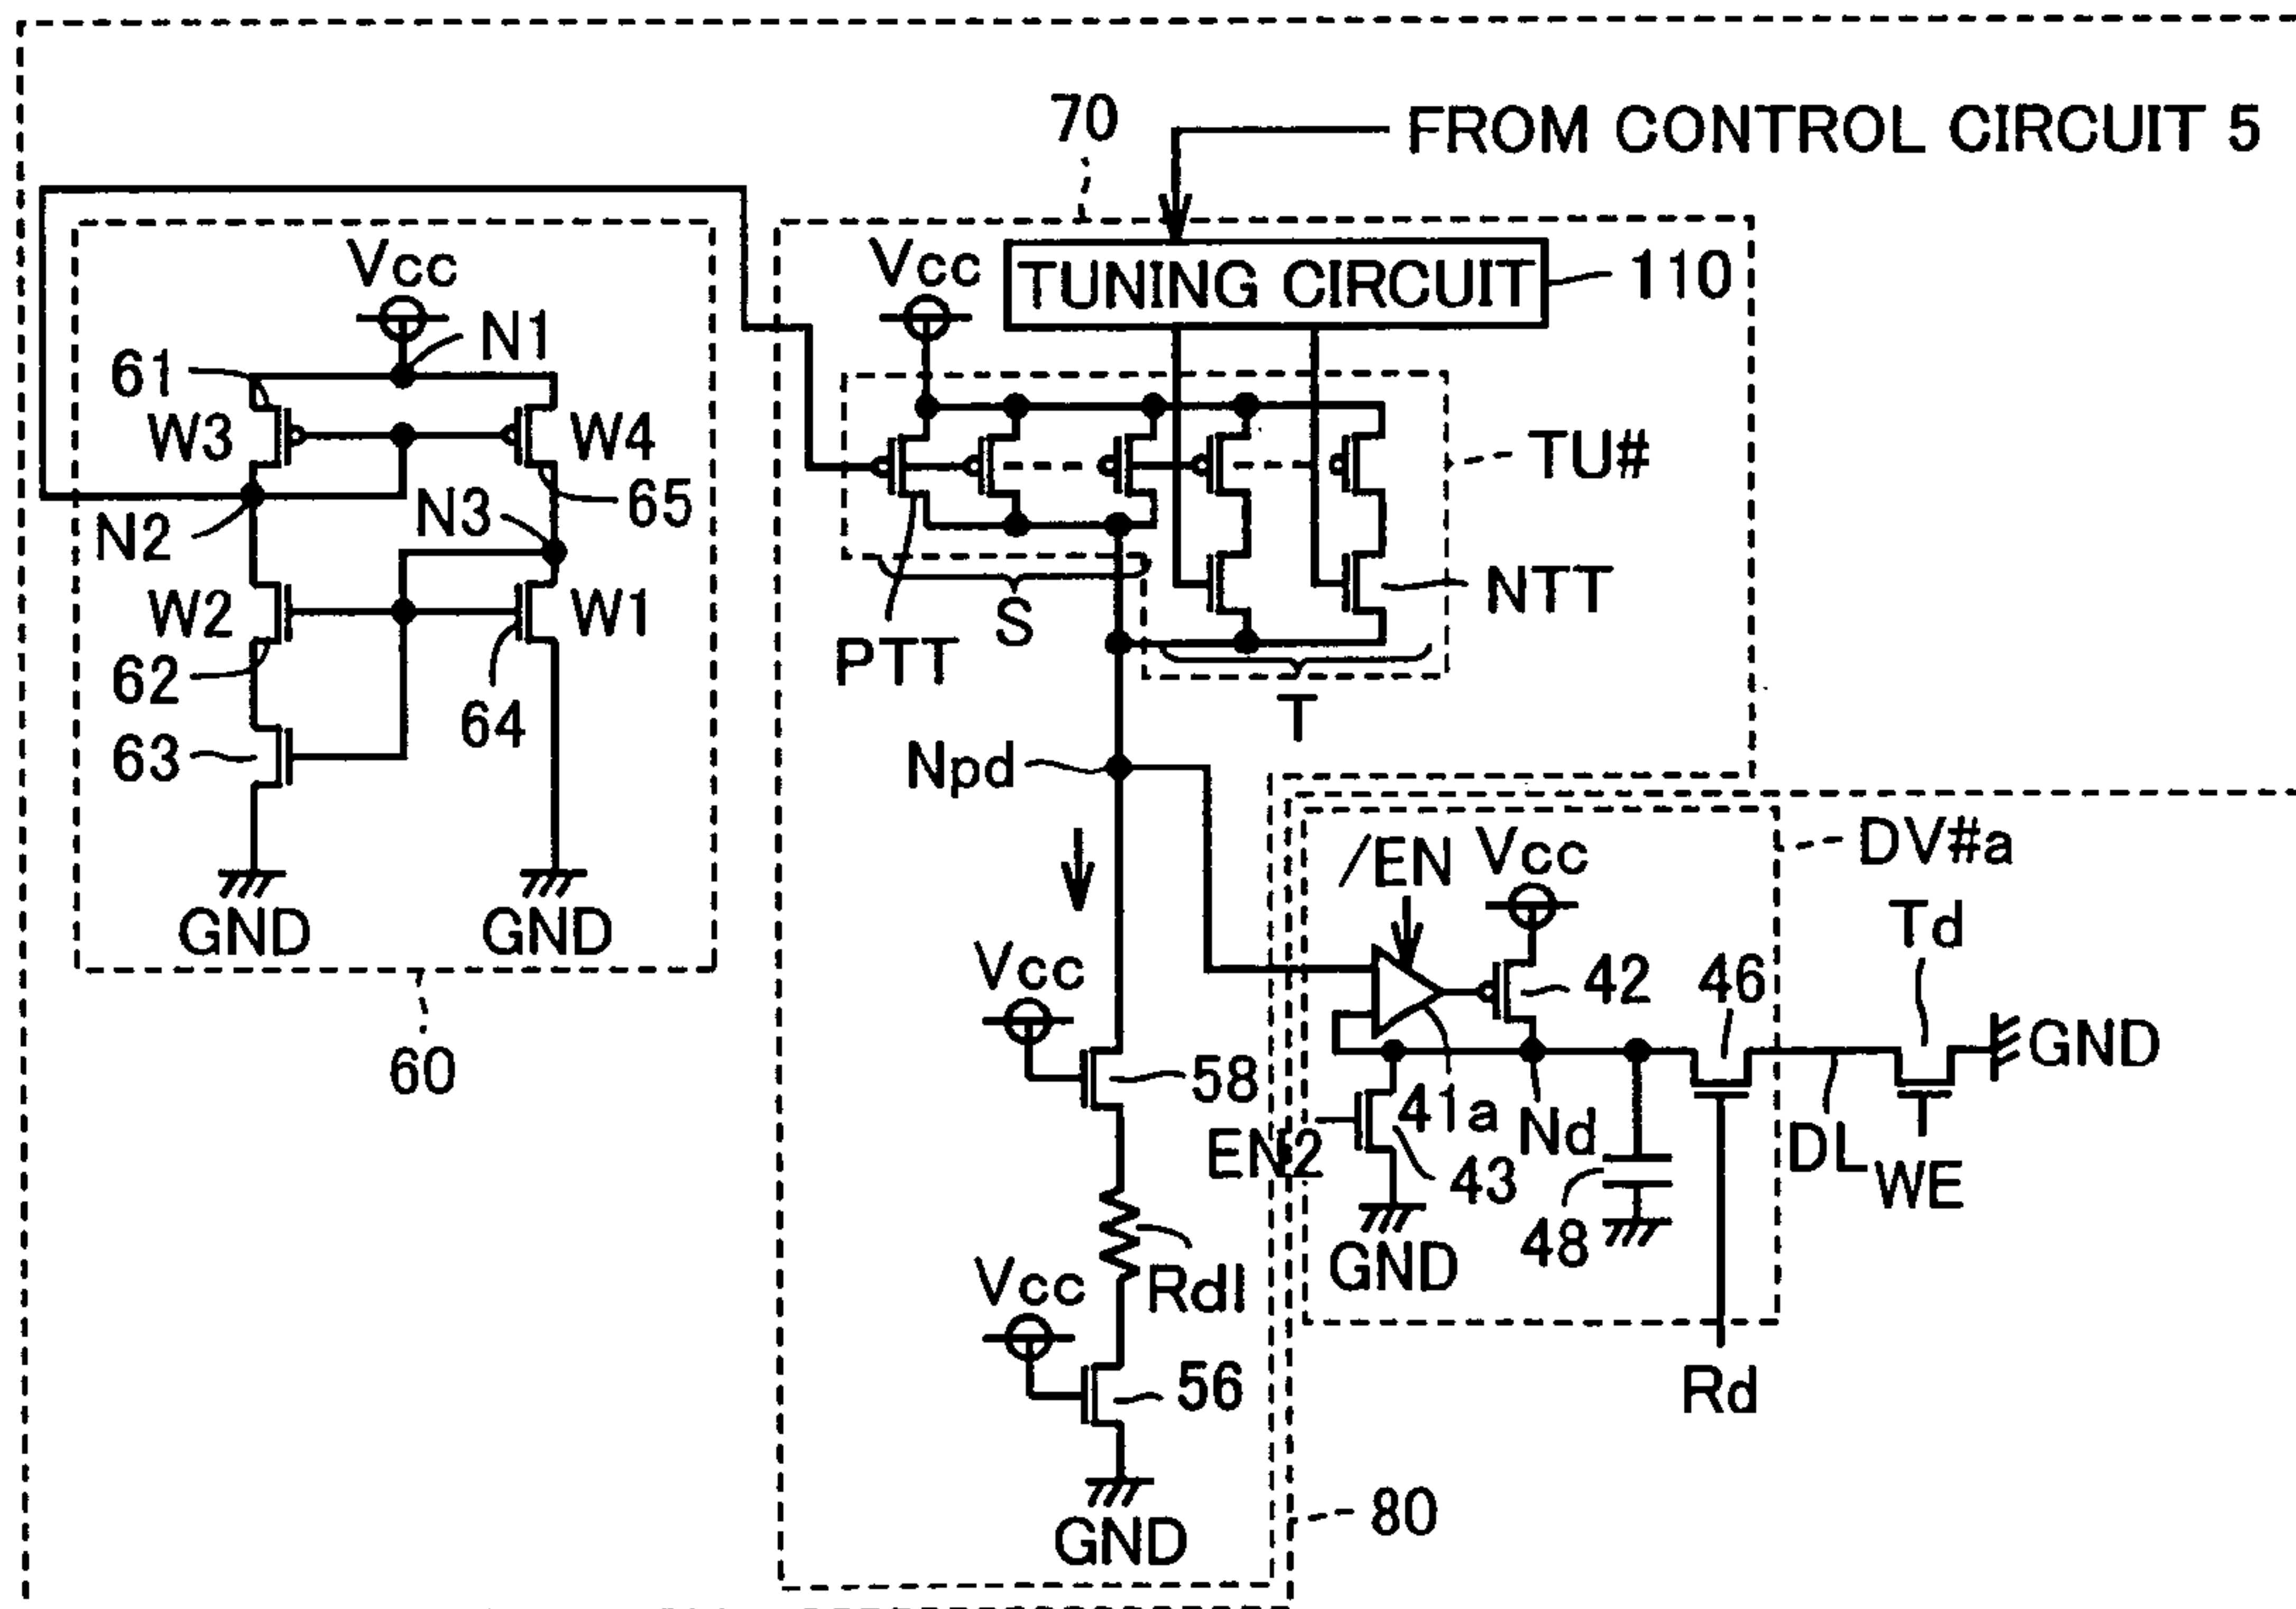 70
FROM CONTROL CIRCUIT 5
Vcc
Vcc
TUNING CIRCUIT
110
N1
61
W3
W4
TU#
65
N2
N3
W2
W1
NTT
S
PTT
62
64
T
63
Npd
DV#a
/EN
Vcc
Td
GND
GND
Vcc
42
46
60
58
GND
41a
Nd
EN2
43
DL
WE
48
GND
Vcc
Rdl
56
Rd
80
GND